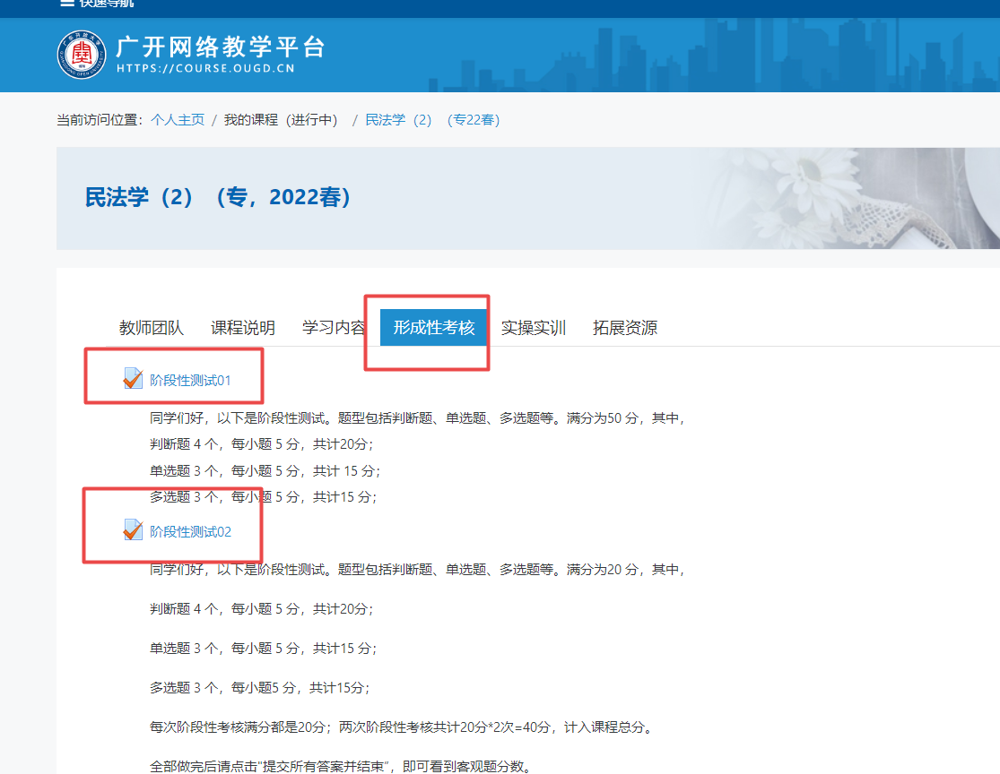 快速导航
广开网络教学平台
HTTPS://COURSE.OUGD.CN
当前访问位置：个人主页 / 我的课程（进行中） / 民法学（2）（专22春）
民法学（2）（专，2022春）
教师团队 课程说明 学习内容 形成性考核 实操实训 拓展资源
阶段性测试01
同学们好，以下是阶段性测试。题型包括判断题、单选题、多选题等。满分为50 分，其中，
判断题 4 个，每小题 5 分，共计20分；
单选题 3 个，每小题 5 分，共计 15 分；
多选题 3 个，每小题 5 分，共计15 分；
阶段性测试02
同学们好，以下是阶段性测试。题型包括判断题、单选题、多选题等。满分为20 分，其中，
判断题 4 个，每小题 5 分，共计20分；
单选题 3 个，每小题 5 分，共计15 分；
多选题 3 个，每小题5 分，共计15分；
每次阶段性考核满分都是20分；两次阶段性考核共计20分*2次=40分，计入课程总分。
全部做完后请点击"提交所有答案并结束"，即可看到客观题分数。